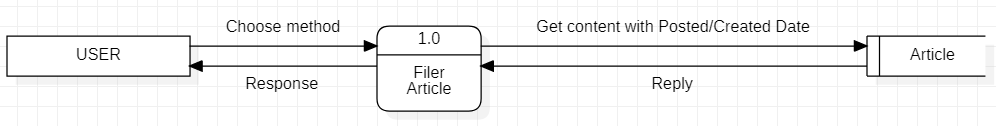 Choose method
Get content with Posted/Created Date
USER
1.0
Filer
Article
Article
Response
Reply